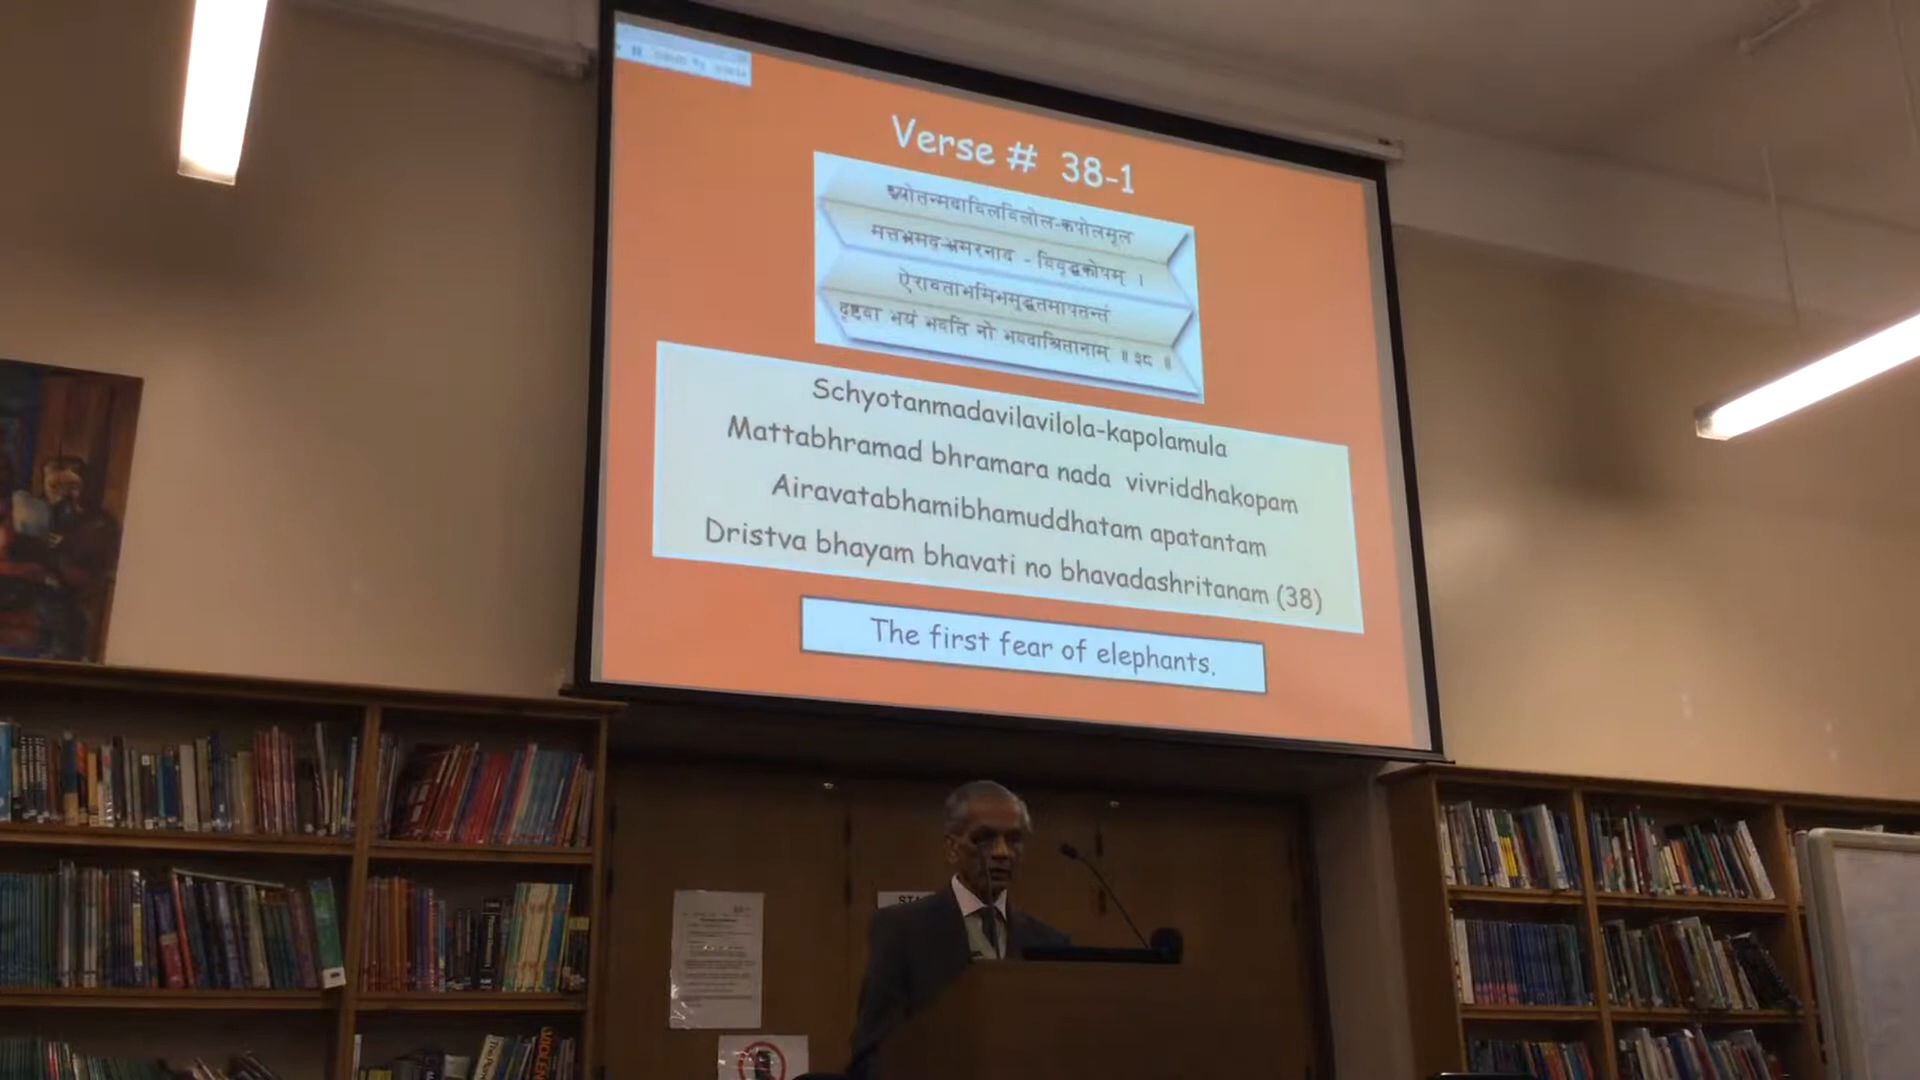 Verse # 38-1
श्च्योतन्मदाविलविलोल-कपोलमूल
मत्तभ्रमद्-भ्रमरनाद - विवृद्धकोपम् ।
ऐरावताभमिभमुद्धतमापतन्तं
दृष्टवा भयं भवति नो भवदाश्रितानाम् ॥ ३८ ॥
Schyotanmadavilavilola-kapolamula
Mattabhramad bhramara nada vivriddhakopam
Airavatabhamibhamuddhatam apatantam
Dristva bhayam bhavati no bhavadashritanam (38)
The first fear of elephants.